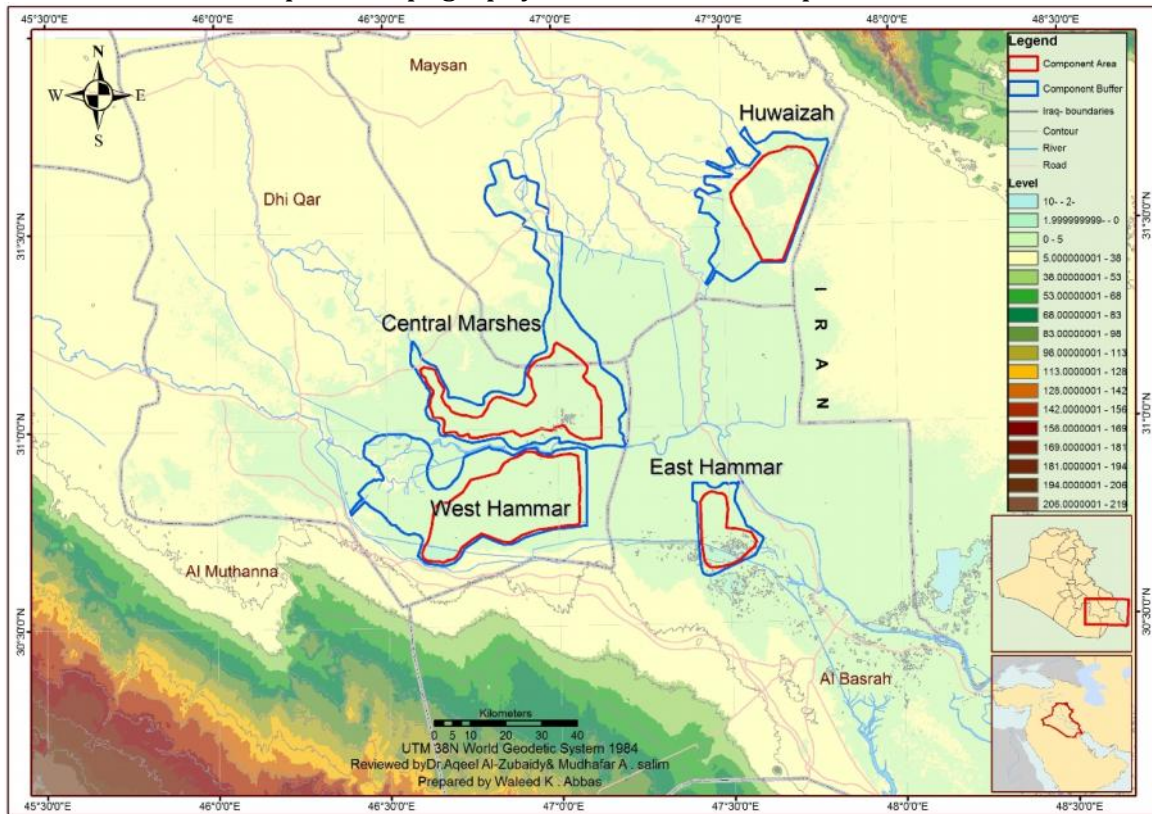 45°30'0"E 46°0'0"E 46°30'0"E 47°0'0"E 47°30'0"E 48°0'0"E 48°30'0"E
N
W E
S
Maysan
Huwaizah
Dhi Qar
Central Marshes
I R A N
East Hammar
West Hammar
Al Muthanna
Al Basrah
Legend
Component Area
Component Buffer
Iraq- boundaries
Contour
River
Road
Level
10- - 2-
1.999999999- - 0
0 - 5
5.000000001 - 38
38.00000001 - 53
53.00000001 - 68
68.00000001 - 83
83.00000001 - 98
98.0000001 - 113
113.0000001 - 128
128.0000001 - 142
142.0000001 - 156
156.0000001 - 169
169.0000001 - 181
181.0000001 - 194
194.0000001 - 206
206.0000001 - 219
31°30'0"N
31°0'0"N
30°30'0"N
31°30'0"N
31°0'0"N
30°30'0"N
Kilometers
0 5 10 20 30 40
UTM 38N World Geodetic System 1984
Reviewed byDr.Aqeel Al-Zubaidy& Mudhafar A . salim
Prepared by Waleed K . Abbas
45°30'0"E 46°0'0"E 46°30'0"E 47°0'0"E 47°30'0"E 48°0'0"E 48°30'0"E